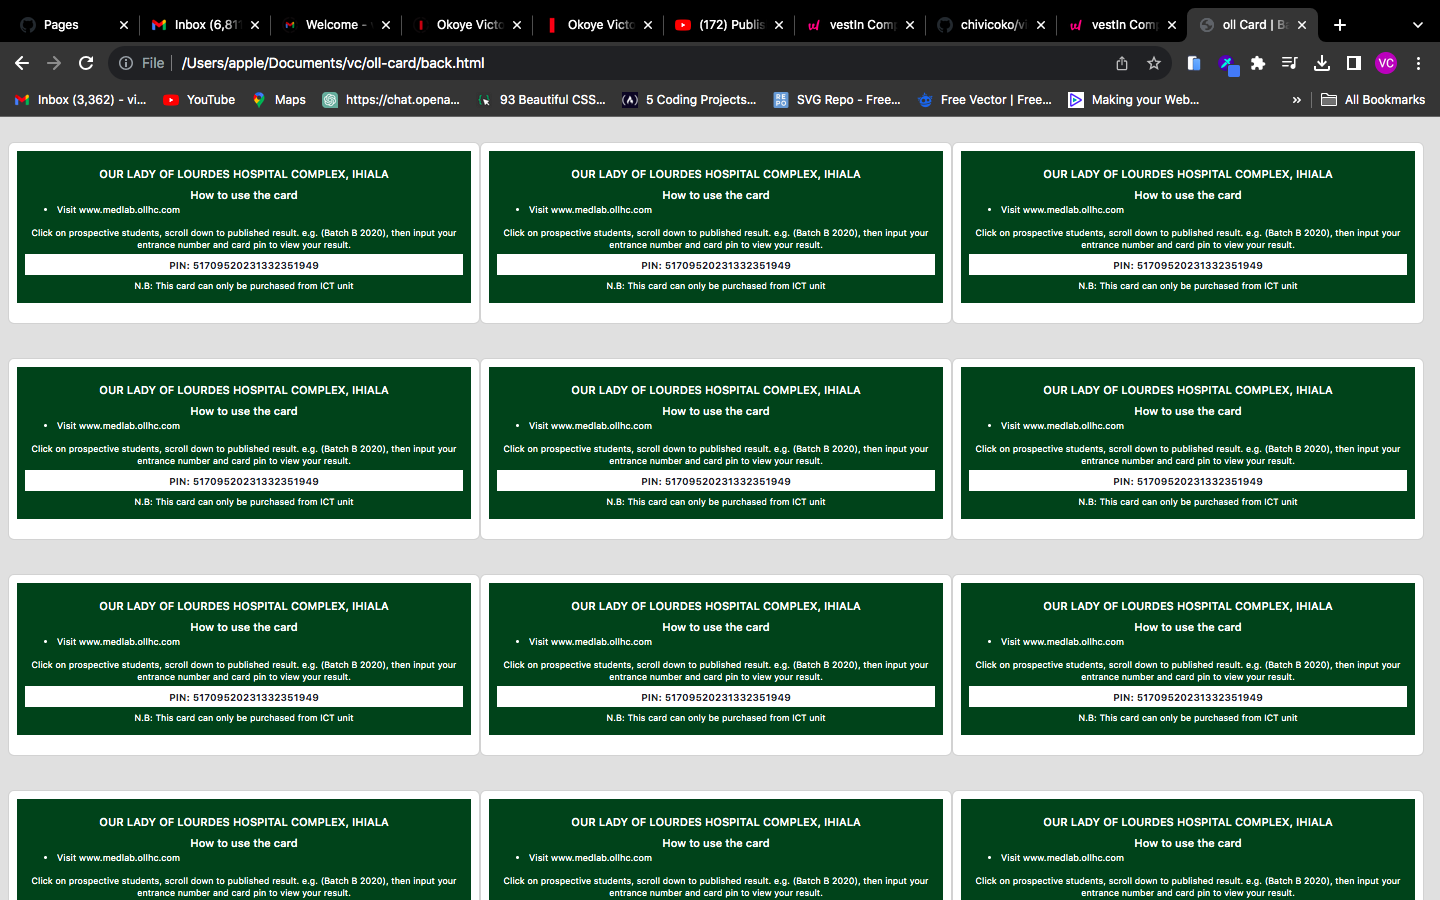 Pages
Inbox (6,811
Welcome -
Okoye Victo
Okoye Victo
(172) Publis
vestIn Comp
chivicoko/vi
vestIn Comp
oll Card | Ba
File
/Users/apple/Documents/vc/oll-card/back.html
VC
Inbox (3,362) - vi...
YouTube
Maps
https://chat.opena...
93 Beautiful CSS...
5 Coding Projects...
SVG Repo - Free...
Free Vector | Free...
Making your Web...
»
All Bookmarks
OUR LADY OF LOURDES HOSPITAL COMPLEX, IHIALA
How to use the card
• Visit www.medlab.ollhc.com
Click on prospective students, scroll down to published result. e.g. (Batch B 2020), then input your
entrance number and card pin to view your result.
PIN: 51709520231332351949
N.B: This card can only be purchased from ICT unit
OUR LADY OF LOURDES HOSPITAL COMPLEX, IHIALA
How to use the card
• Visit www.medlab.ollhc.com
Click on prospective students, scroll down to published result. e.g. (Batch B 2020), then input your
entrance number and card pin to view your result.
PIN: 51709520231332351949
N.B: This card can only be purchased from ICT unit
OUR LADY OF LOURDES HOSPITAL COMPLEX, IHIALA
How to use the card
• Visit www.medlab.ollhc.com
Click on prospective students, scroll down to published result. e.g. (Batch B 2020), then input your
entrance number and card pin to view your result.
PIN: 51709520231332351949
N.B: This card can only be purchased from ICT unit
OUR LADY OF LOURDES HOSPITAL COMPLEX, IHIALA
How to use the card
• Visit www.medlab.ollhc.com
Click on prospective students, scroll down to published result. e.g. (Batch B 2020), then input your
entrance number and card pin to view your result.
PIN: 51709520231332351949
N.B: This card can only be purchased from ICT unit
OUR LADY OF LOURDES HOSPITAL COMPLEX, IHIALA
How to use the card
• Visit www.medlab.ollhc.com
Click on prospective students, scroll down to published result. e.g. (Batch B 2020), then input your
entrance number and card pin to view your result.
PIN: 51709520231332351949
N.B: This card can only be purchased from ICT unit
OUR LADY OF LOURDES HOSPITAL COMPLEX, IHIALA
How to use the card
• Visit www.medlab.ollhc.com
Click on prospective students, scroll down to published result. e.g. (Batch B 2020), then input your
entrance number and card pin to view your result.
PIN: 51709520231332351949
N.B: This card can only be purchased from ICT unit
OUR LADY OF LOURDES HOSPITAL COMPLEX, IHIALA
How to use the card
• Visit www.medlab.ollhc.com
Click on prospective students, scroll down to published result. e.g. (Batch B 2020), then input your
entrance number and card pin to view your result.
PIN: 51709520231332351949
N.B: This card can only be purchased from ICT unit
OUR LADY OF LOURDES HOSPITAL COMPLEX, IHIALA
How to use the card
• Visit www.medlab.ollhc.com
Click on prospective students, scroll down to published result. e.g. (Batch B 2020), then input your
entrance number and card pin to view your result.
PIN: 51709520231332351949
N.B: This card can only be purchased from ICT unit
OUR LADY OF LOURDES HOSPITAL COMPLEX, IHIALA
How to use the card
• Visit www.medlab.ollhc.com
Click on prospective students, scroll down to published result. e.g. (Batch B 2020), then input your
entrance number and card pin to view your result.
PIN: 51709520231332351949
N.B: This card can only be purchased from ICT unit
OUR LADY OF LOURDES HOSPITAL COMPLEX, IHIALA
How to use the card
• Visit www.medlab.ollhc.com
Click on prospective students, scroll down to published result. e.g. (Batch B 2020), then input your
entrance number and card pin to view your result.
OUR LADY OF LOURDES HOSPITAL COMPLEX, IHIALA
How to use the card
• Visit www.medlab.ollhc.com
Click on prospective students, scroll down to published result. e.g. (Batch B 2020), then input your
entrance number and card pin to view your result.
OUR LADY OF LOURDES HOSPITAL COMPLEX, IHIALA
How to use the card
• Visit www.medlab.ollhc.com
Click on prospective students, scroll down to published result. e.g. (Batch B 2020), then input your
entrance number and card pin to view your result.